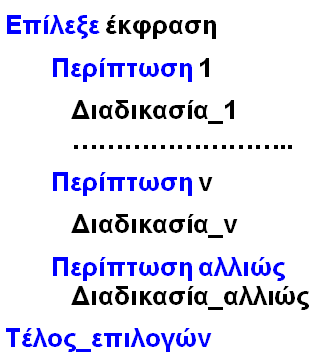 Επίλεξε έκφραση
Περίπτωση 1
Διαδικασία_1
……………………..
Περίπτωση ν
Διαδικασία_ν
Περίπτωση αλλιώς
Διαδικασία_αλλιώς
Τέλος_επιλογών